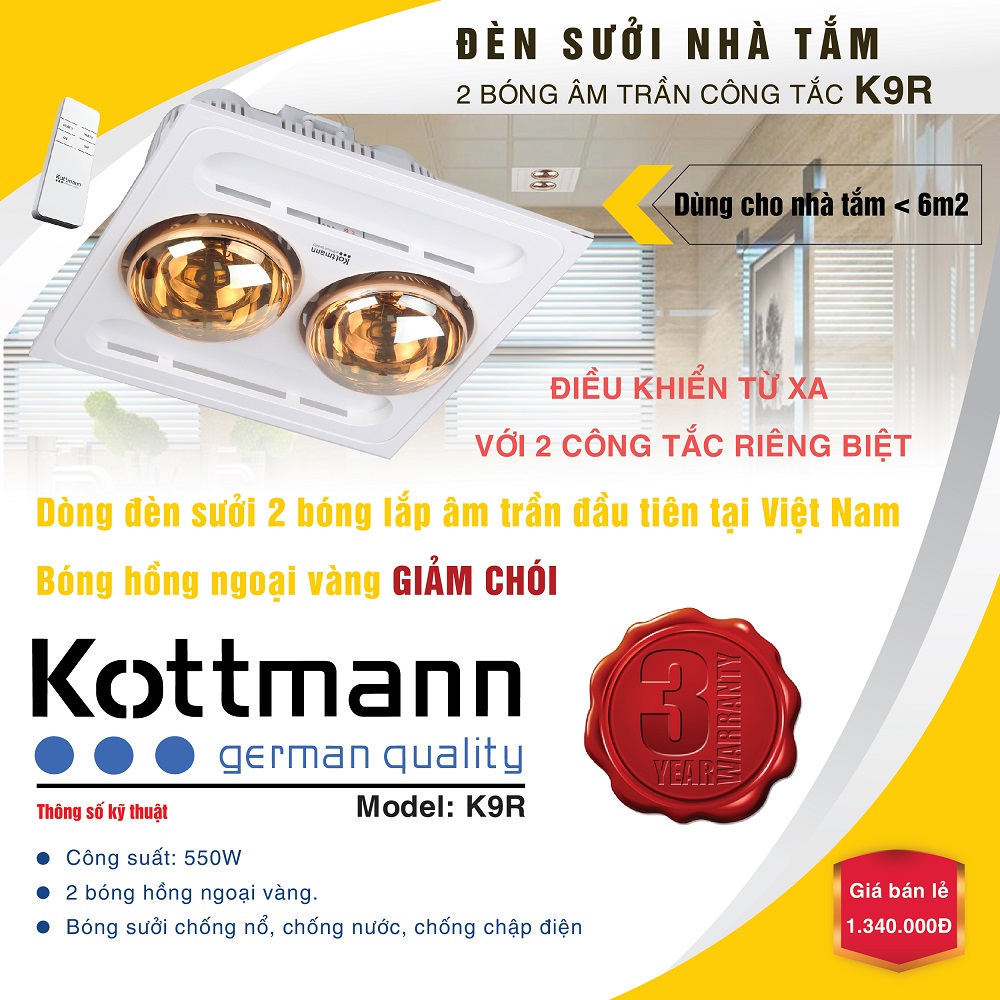 ĐÈN SƯỞI NHÀ TẮM
2 BÓNG ÂM TRẦN CÔNG TẮC K9R
Kottmann
Kottmann
Dùng cho nhà tắm < 6m2
ĐIỀU KHIỂN TỪ XA
VỚI 2 CÔNG TẮC RIÊNG BIỆT
Dòng đèn sưởi 2 bóng lắp âm trần đầu tiên tại Việt Nam
Bóng hồng ngoại vàng GIẢM CHÓI
Kottmann
german quality
3
YEAR
WARRANTY
Thông số kỹ thuật
Model: K9R
Công suất: 550W
2 bóng hồng ngoại vàng.
Bóng sưởi chống nổ, chống nước, chống chập điện
Giá bán lẻ
1.340.000Đ